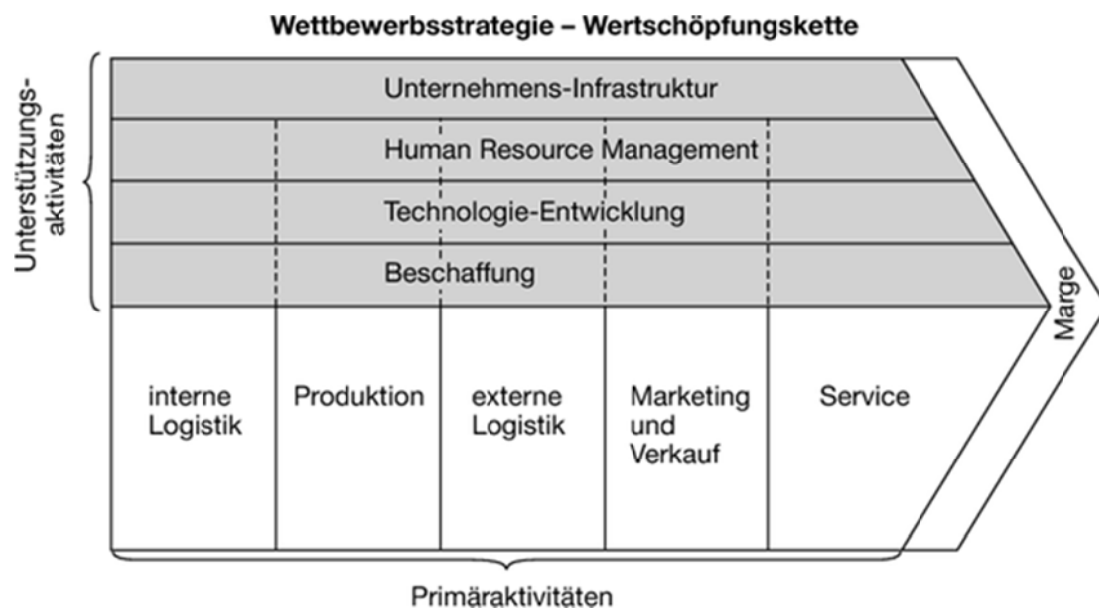 Wettbewerbsstrategie – Wertschöpfungskette
Unterstützungs-
aktivitäten
Unternehmens-Infrastruktur
Human Resource Management
Technologie-Entwicklung
Beschaffung
Marge
interne
Logistik
Produktion
externe
Logistik
Marketing
und
Verkauf
Service
Primäraktivitäten